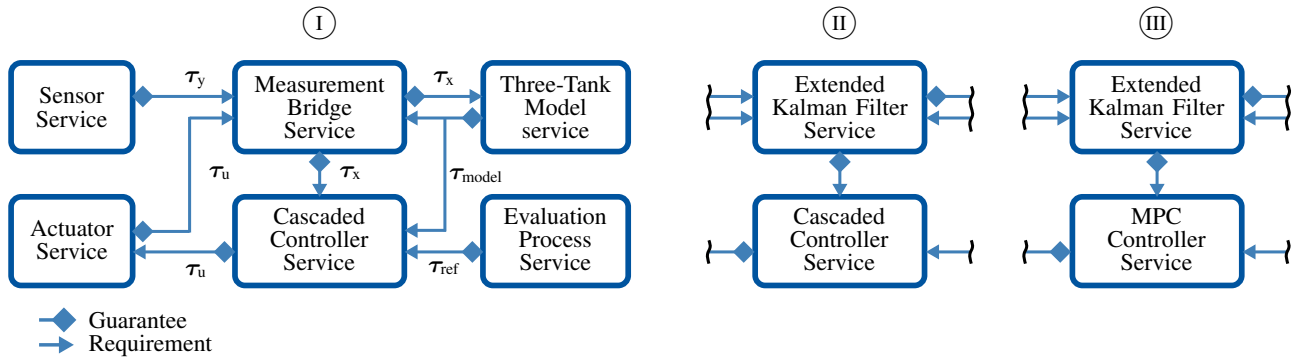 I
II
III
Sensor
Service
τy
Measurement
Bridge
Service
τx
Three-Tank
Model
service
Extended
Kalman Filter
Service
Extended
Kalman Filter
Service
τu
τx
τmodel
Actuator
Service
τu
Cascaded
Controller
Service
τref
Evaluation
Process
Service
Cascaded
Controller
Service
MPC
Controller
Service
Guarantee
Requirement